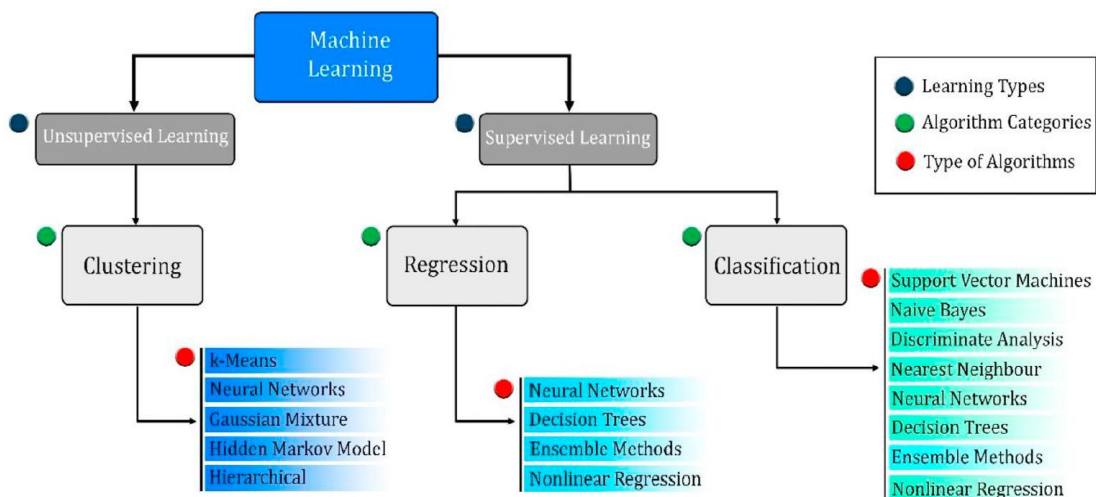 Machine
Learning
Learning Types
Algorithm Categories
Type of Algorithms
Unsupervised Learning
Supervised Learning
Clustering
Regression
Classification
k-Means
Neural Networks
Gaussian Mixture
Hidden Markov Model
Hierarchical
Neural Networks
Decision Trees
Ensemble Methods
Nonlinear Regression
Support Vector Machines
Naive Bayes
Discriminate Analysis
Nearest Neighbour
Neural Networks
Decision Trees
Ensemble Methods
Nonlinear Regression